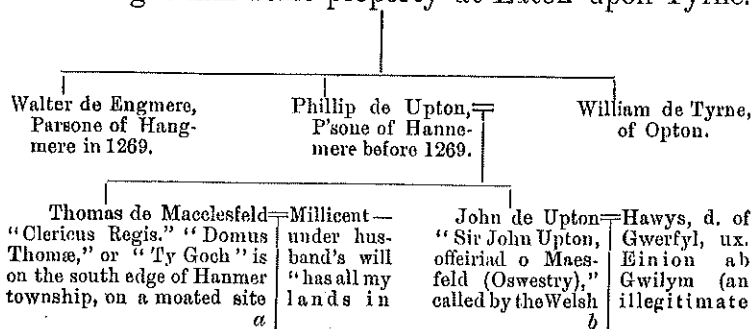 property at Eaton upon Tyrne.
Walter de Engmere,
Parsone of Hang-
mere in 1269.
Phillip de Upton,
P'sone of Hanne-
mere before 1269.
William de Tyrne,
of Opton.
Thomas de Macclesfeld
"Clericus Regis." "Domus
Thomæ," or "Ty Goch" is
on the south edge of Hanmer
township, on a moated site
a
Millicent—
under hus-
band's will
"has all my
lands in
John de Upton
"Sir John Upton,
offeiriad o Maes-
feld (Oswestry),"
called by the Welsh
b
Hawys, d. of
Gwerfyl, ux.
Einion ab
Gwilym (an
illegitimate